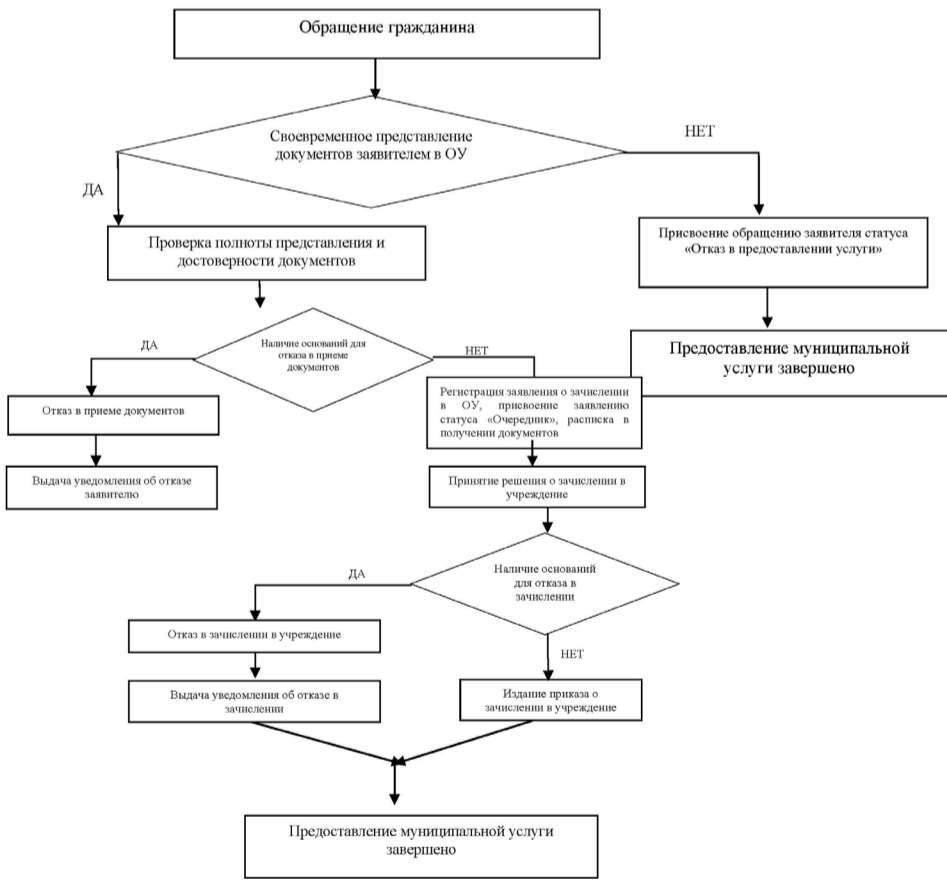 Обращение гражданина
Своевременное представление
документов заявителем в ОУ
НЕТ
ДА
Проверка полноты представления и
достоверности документов
Присвоение обращению заявителя статуса
«Отказ в предоставлении услуги»
Предоставление муниципальной
услуги завершено
Наличие оснований для
отказа в приеме
документов
ДА
НЕТ
Отказ в приеме документов
Регистрация заявления о зачислении
в ОУ, присвоение заявлению
статуса «Очередник», расписка в
получении документов
Выдача уведомления об отказе
заявителю
Принятие решения о зачислении в
учреждение
Наличие оснований
для отказа в
зачислении
ДА
Отказ в зачислении в учреждение
НЕТ
Выдача уведомления об отказе в
зачислении
Издание приказа о
зачислении в учреждение
Предоставление муниципальной услуги
завершено